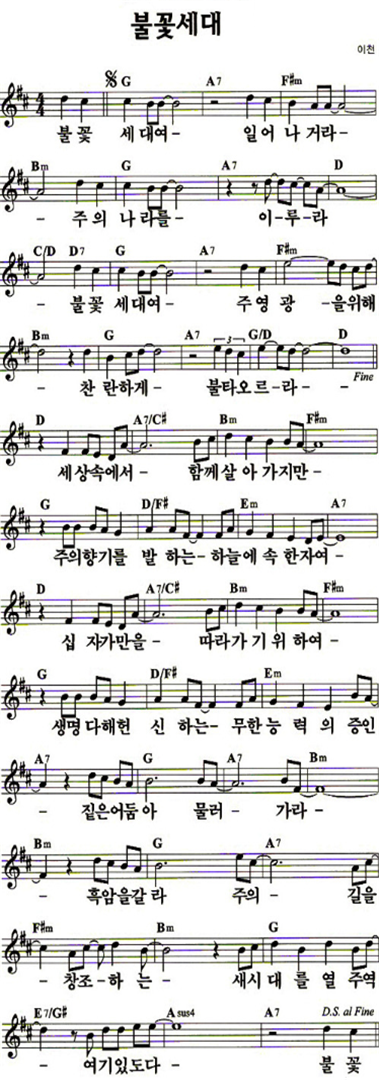 불꽃세대
이천
G A7 F#m
불꽃 세대여- 일어 나 거라-
Bm G A7 D
- 주의 나라를- 이-루-라
C/D D7 G A7 F#m
- 불꽃 세대여- 주영 광 -을위해
Bm G A7 3 G/D D
- 찬 란하게- 불타오르-라- -
Fine
D A7/C# Bm F#m
세상속에서- 함께살 아 가지만-
G D/F# Em A7
주의향기를 발 하는-하늘에 속 한자여-
D A7/C# Bm F#m
십 자가만을- 따라가 기 위 하여-
G D/F# Em
생명 다해헌 신 하는- 무한능 력 의 증인
A7 G A7 Bm
- 짙은어둠아 물러- 가라-
Bm G A7
- 흑암을갈 라 주의- 길을
F#m Bm G
- 창조-하 는- 새시 대 를 열 주역
E7/G# Asus4 A7 D.S. al Fine
- 여기있도다- 불 꽃